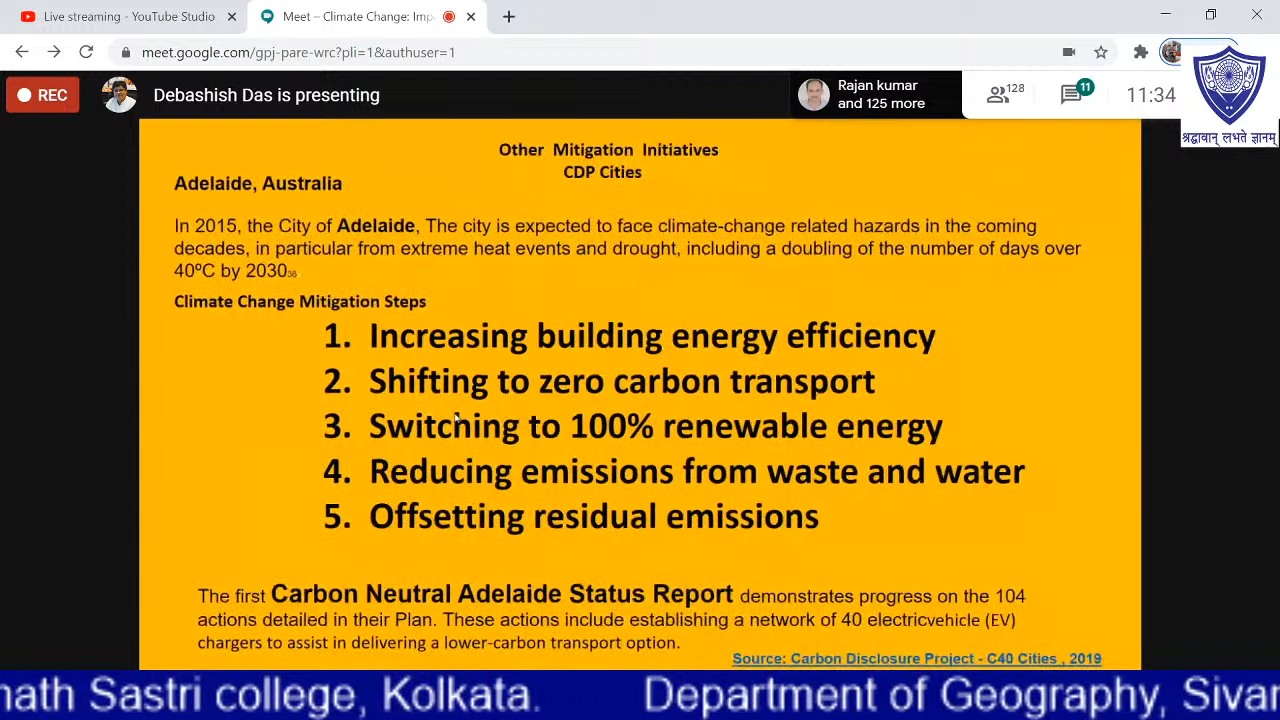 Live streaming - YouTube Studio
Meet – Climate Change: Imp
meet.google.com/gpj-pare-wrc?pli=1&authuser=1
REC
Debashish Das is presenting
Rajan kumar
and 125 more
128
11
11:34
श्रद्धावान् लभते ज्ञानम्
Other Mitigation Initiatives
CDP Cities
Adelaide, Australia
In 2015, the City of Adelaide, The city is expected to face climate-change related hazards in the coming
decades, in particular from extreme heat events and drought, including a doubling of the number of days over
40ºC by 2030 36
Climate Change Mitigation Steps
1. Increasing building energy efficiency
2. Shifting to zero carbon transport
3. Switching to 100% renewable energy
4. Reducing emissions from waste and water
5. Offsetting residual emissions
The first Carbon Neutral Adelaide Status Report demonstrates progress on the 104
actions detailed in their Plan. These actions include establishing a network of 40 electricvehicle (EV)
chargers to assist in delivering a lower-carbon transport option.
Source: Carbon Disclosure Project - C40 Cities , 2019
nath Sastri college, Kolkata. Department of Geography, Sivan